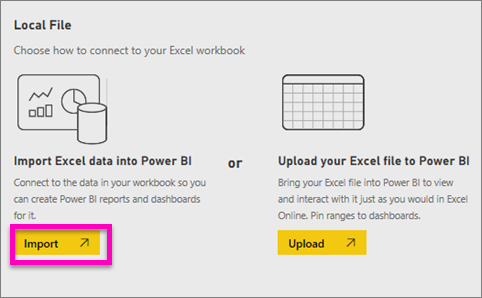 Local File
Choose how to connect to your Excel workbook
Import Excel data into Power BI
Connect to the data in your workbook so you
can create Power BI reports and dashboards
for it.
Import
or
Upload your Excel file to Power BI
Bring your Excel file into Power BI to view
and interact with it just as you would in Excel
Online. Pin ranges to dashboards.
Upload